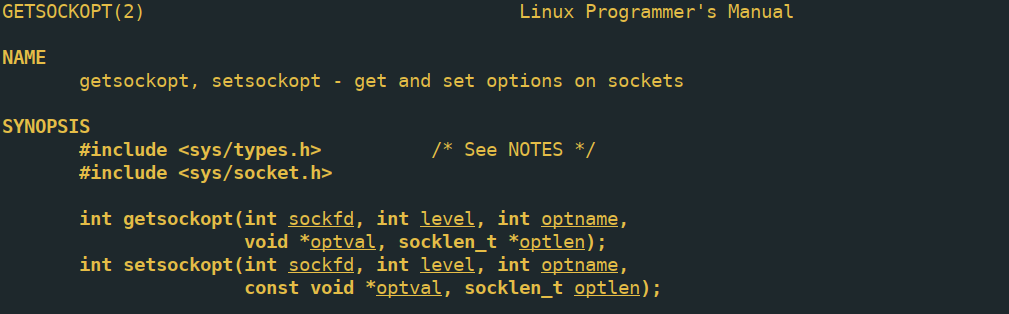 GETSOCKOPT(2) Linux Programmer's Manual
NAME
getsockopt, setsockopt - get and set options on sockets
SYNOPSIS
#include <sys/types.h> /* See NOTES */
#include <sys/socket.h>
int getsockopt(int sockfd, int level, int optname,
void *optval, socklen_t *optlen);
int setsockopt(int sockfd, int level, int optname,
const void *optval, socklen_t optlen);